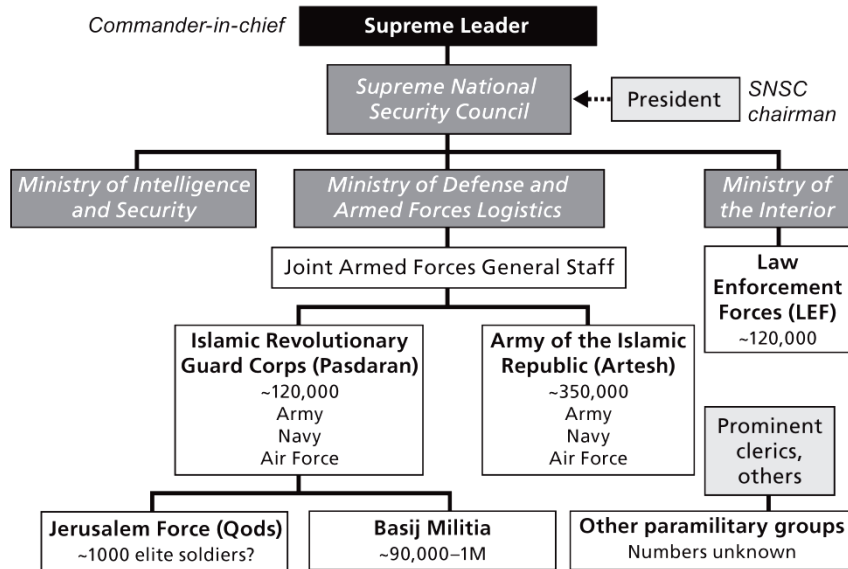 Commander-in-chief
Supreme Leader
Supreme National
Security Council
President
SNSC
chairman
Ministry of Intelligence
and Security
Ministry of Defense and
Armed Forces Logistics
Ministry of
the Interior
Joint Armed Forces General Staff
Law
Enforcement
Forces (LEF)
~120,000
Islamic Revolutionary
Guard Corps (Pasdaran)
~120,000
Army
Navy
Air Force
Army of the Islamic
Republic (Artesh)
~350,000
Army
Navy
Air Force
Prominent
clerics,
others
Jerusalem Force (Qods)
~1000 elite soldiers?
Basij Militia
~90,000–1M
Other paramilitary groups
Numbers unknown